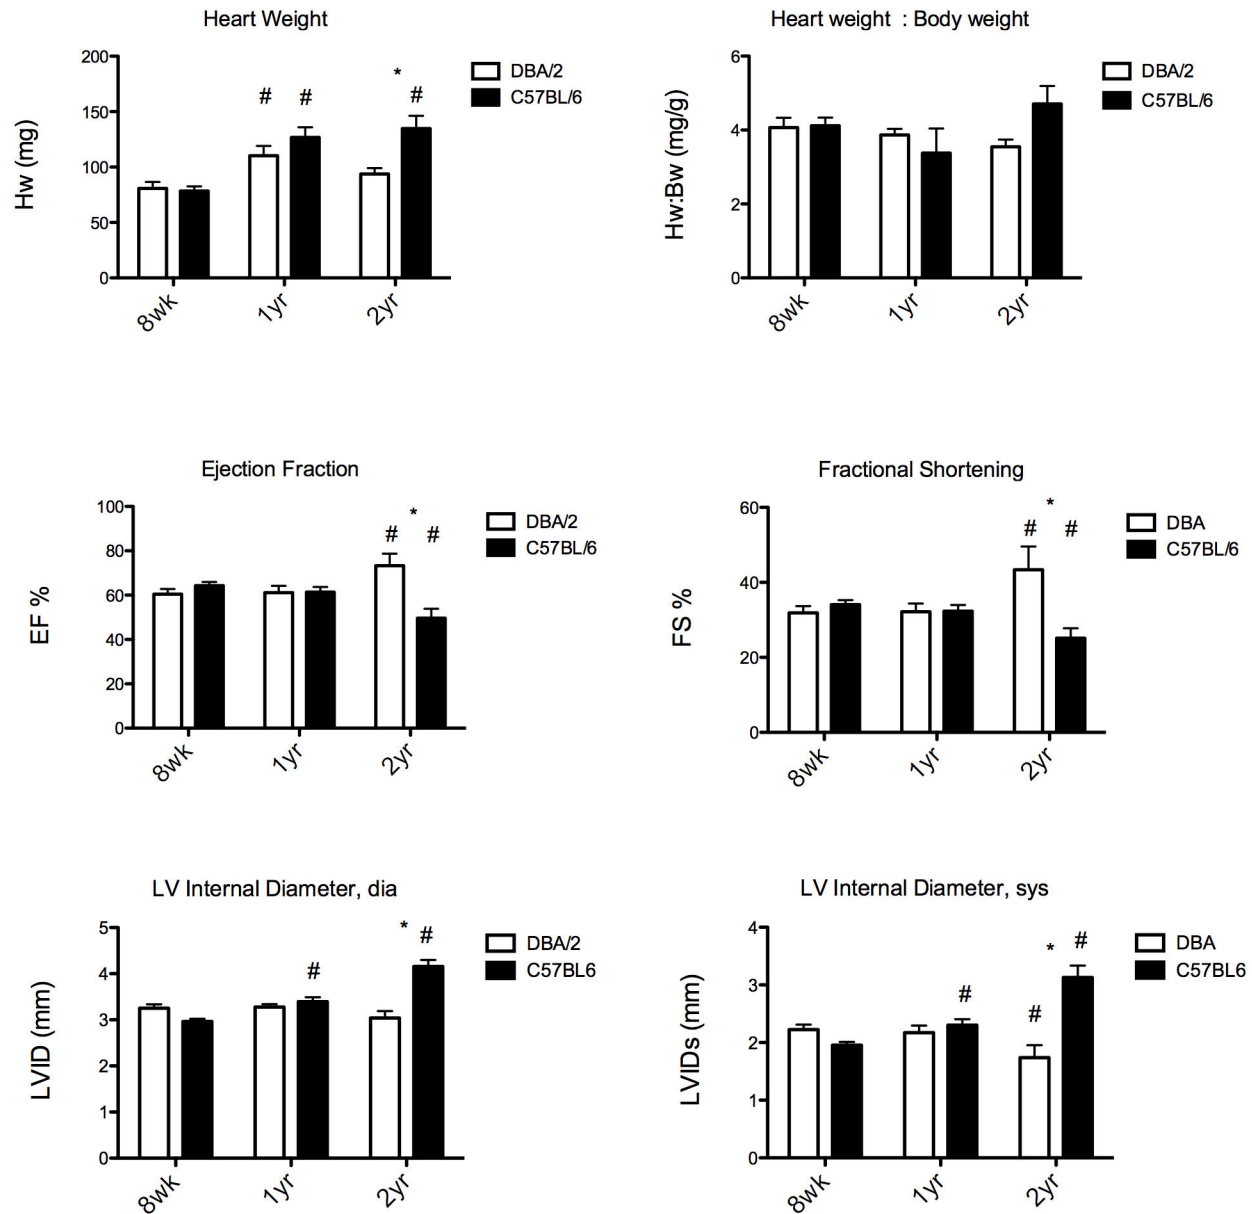 Heart Weight
200
150
100
50
0
Hw (mg)
# #
*
#
DBA/2
C57BL/6
8wk
1yr
2yr
Heart weight : Body weight
6
4
2
0
Hw:Bw (mg/g)
DBA/2
C57BL/6
8wk
1yr
2yr
Ejection Fraction
100
80
60
40
20
0
EF %
*
# #
DBA/2
C57BL/6
8wk
1yr
2yr
Fractional Shortening
60
40
20
0
FS %
*
# #
DBA
C57BL/6
8wk
1yr
2yr
LV Internal Diameter, dia
5
4
3
2
1
0
LVID (mm)
#
* #
DBA/2
C57BL6
8wk
1yr
2yr
LV Internal Diameter, sys
4
3
2
1
0
LVIDs (mm)
#
#
* #
DBA
C57BL6
8wk
1yr
2yr